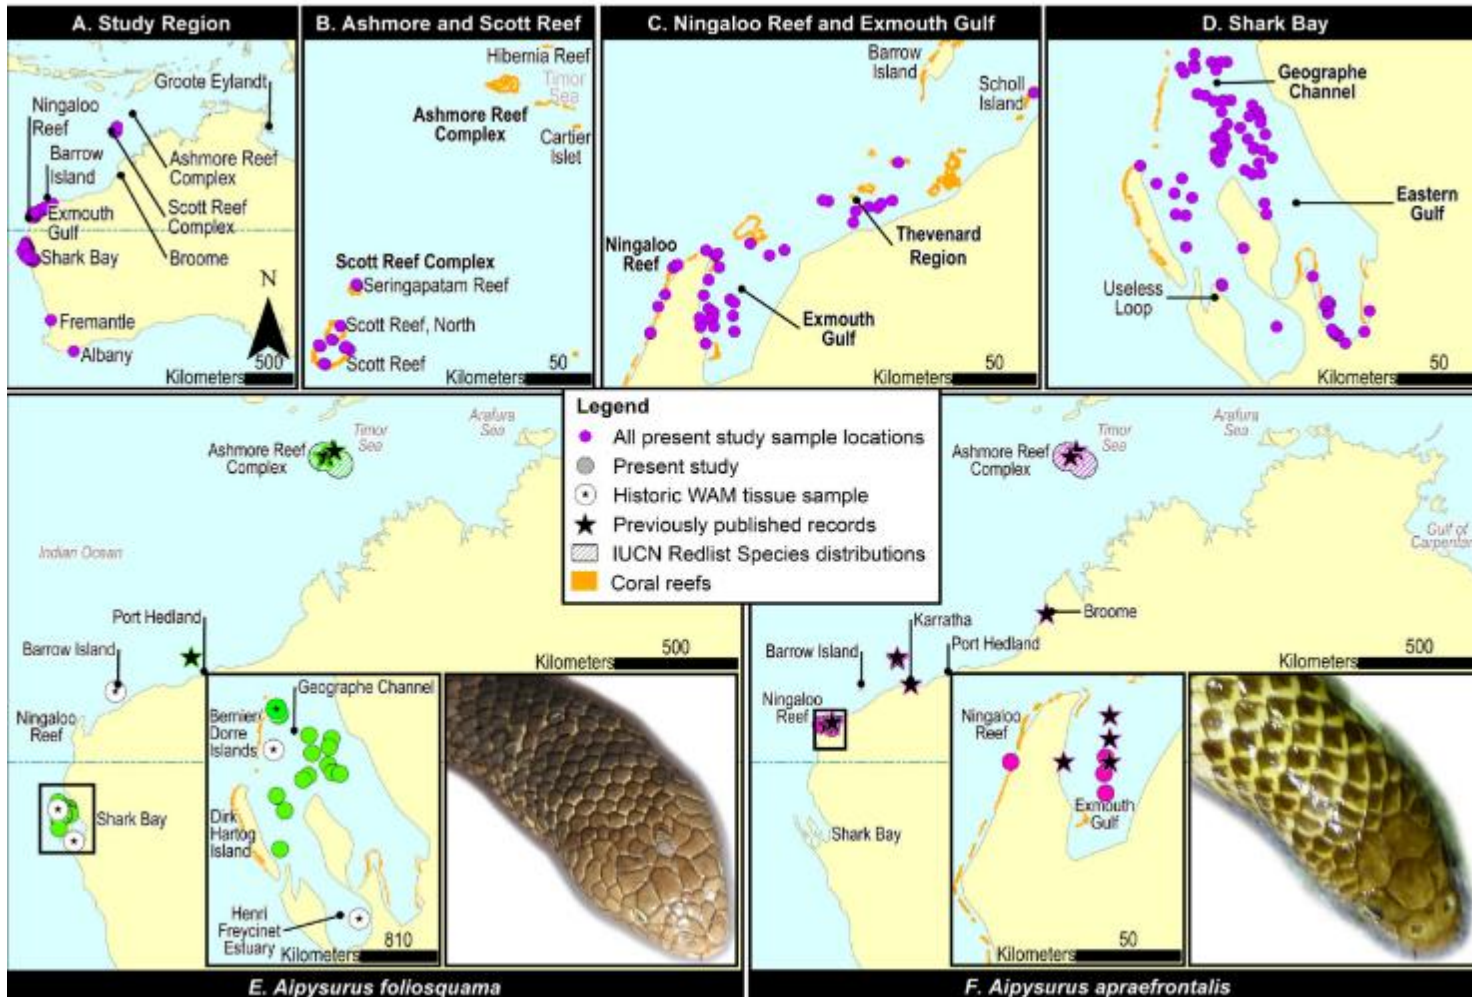 A. Study Region
B. Ashmore and Scott Reef
C. Ningaloo Reef and Exmouth Gulf
D. Shark Bay
Groote Eylandt
Ningaloo
Reef
Barrow
Island
Ashmore Reef
Complex
Exmouth
Gulf
Scott Reef
Complex
Shark Bay
Broome
N
Fremantle
Albany
500
Kilometers
Hibernia Reef
Timor
Sea
Ashmore Reef
Complex
Cartier
Islet
Scott Reef Complex
Seringapatam Reef
Scott Reef, North
Scott Reef
50
Kilometers
Barrow
Island
Scholl
Island
Ningaloo
Reef
Thevenard
Region
Exmouth
Gulf
50
Kilometers
Geographe
Channel
Eastern
Gulf
Useless
Loop
50
Kilometers
Legend
All present study sample locations
Present study
Historic WAM tissue sample
Previously published records
IUCN Redlist Species distributions
Coral reefs
Arafura
Sea
Timor
Sea
Ashmore Reef
Complex
Indian Ocean
Port Hedland
Barrow Island
500
Kilometers
Ningaloo
Reef
Shark Bay
Geographe Channel
Bernier/
Dorre
Islands
Dirk
Hartog
Island
Henri
Freycinet
Estuary
810
Kilometers
E. Aipysurus foliosquama
Arafura
Sea
Timor
Sea
Ashmore Reef
Complex
Gulf of
Carpentar
Broome
Karratha
Port Hedland
Barrow Island
500
Kilometers
Ningaloo
Reef
Shark Bay
Ningaloo
Reef
Exmouth
Gulf
50
Kilometers
F. Aipysurus apraefrontalis